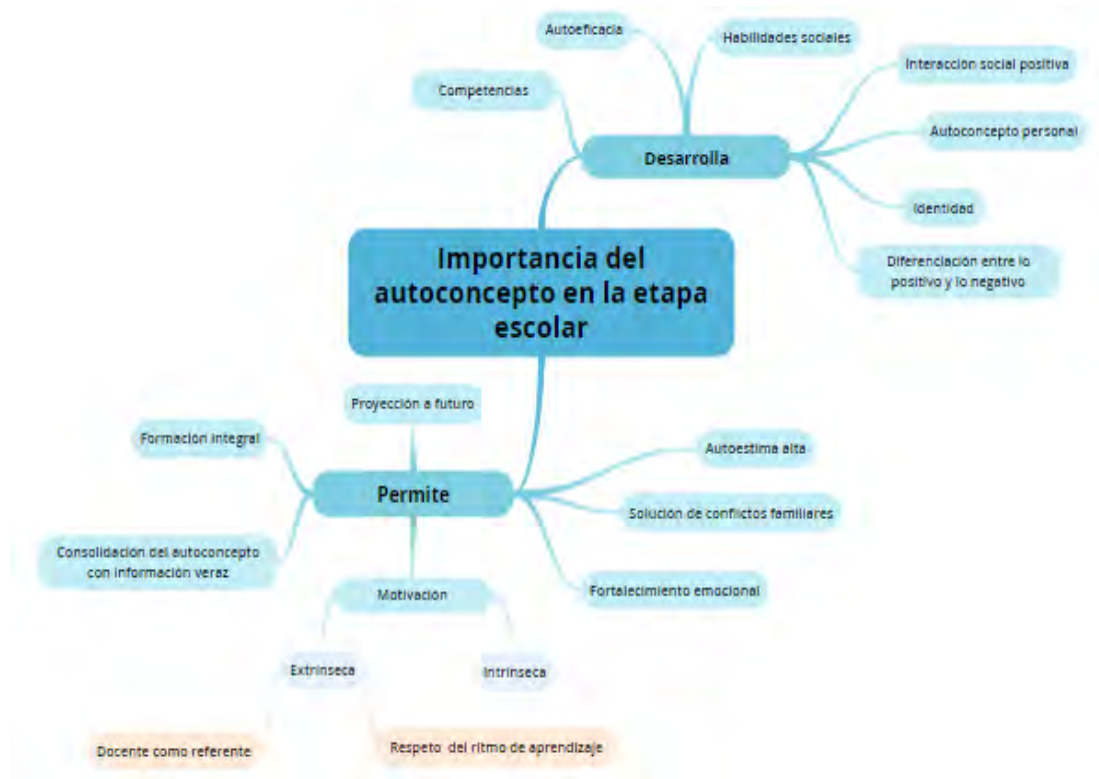 Autoeficacia
Habilidades sociales
Interacción social positiva
Competencias
Autoconcepto personal
Desarrolla
Identidad
Diferenciación entre lo
positivo y lo negativo
Importancia del
autoconcepto en la etapa
escolar
Proyección a futuro
Formación integral
Autoestima alta
Permite
Solución de conflictos familiares
Consolidación del autoconcepto
con información veraz
Motivación
Fortalecimiento emocional
Extrínseca
Intrínseca
Docente como referente
Respeto del ritmo de aprendizaje